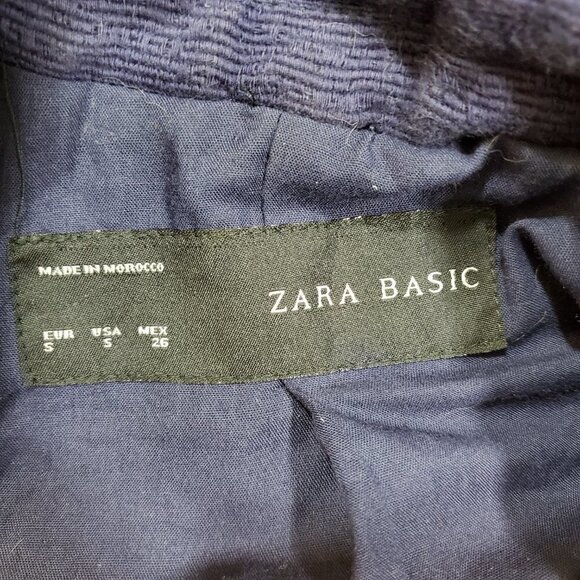 MADE IN MOROCCO
ZARA BASIC
EUR USA MEX
S S 26